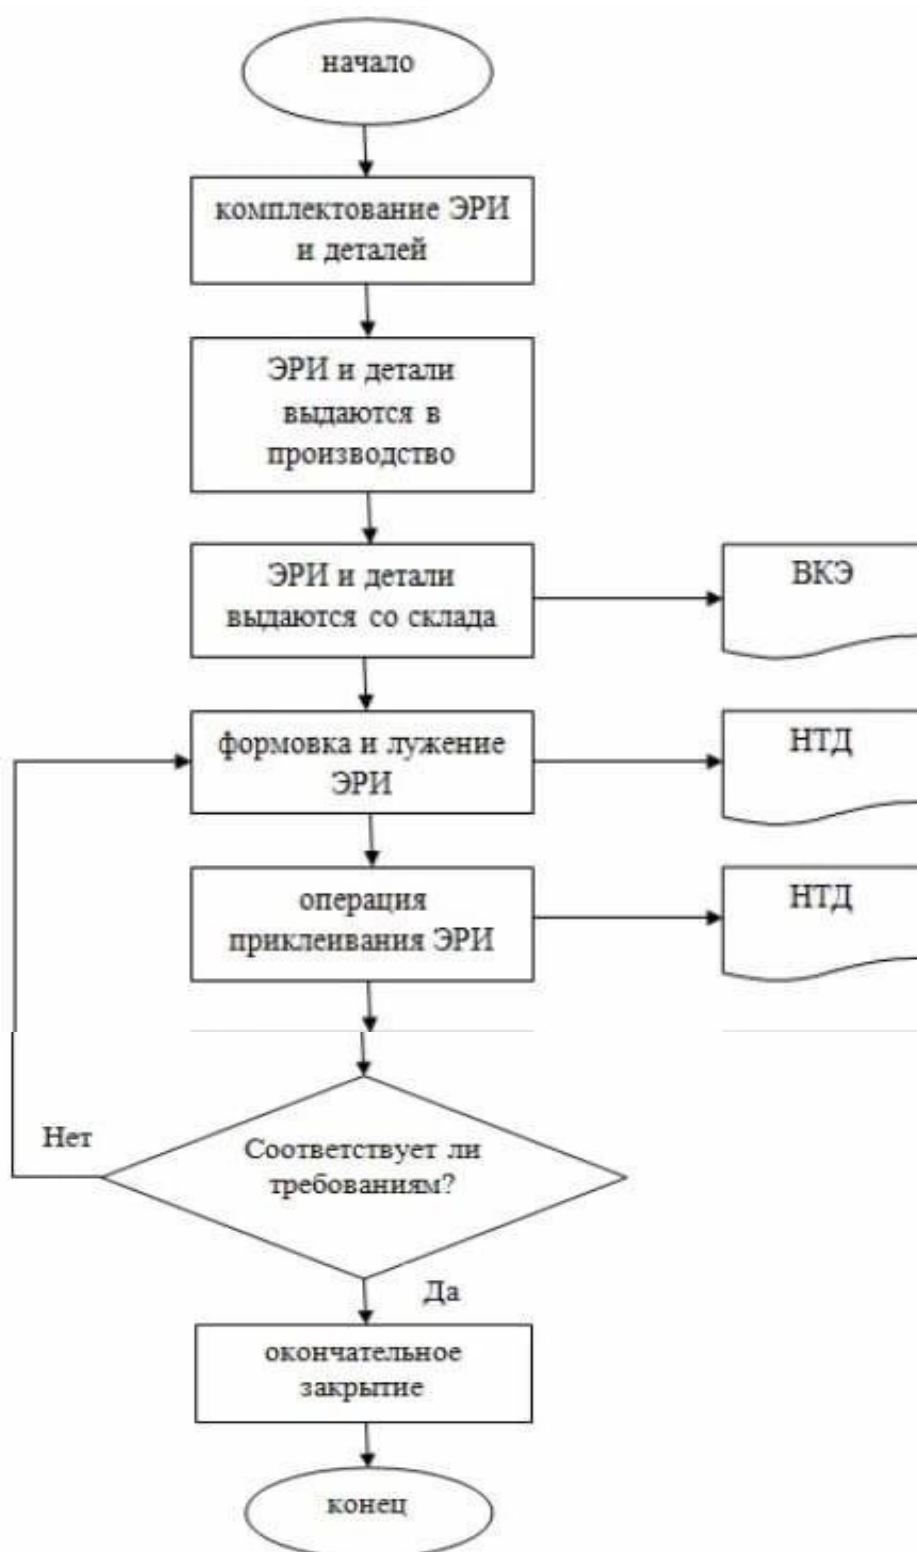 начало
комплектование ЭРИ
и деталей
ЭРИ и детали
выдаются в
производство
ЭРИ и детали
выдаются со склада
ВКЭ
формовка и лужение
ЭРИ
НТД
операция
приклеивания ЭРИ
НТД
Нет
Соответствует ли
требованиям?
Да
окончательное
закрытие
конец